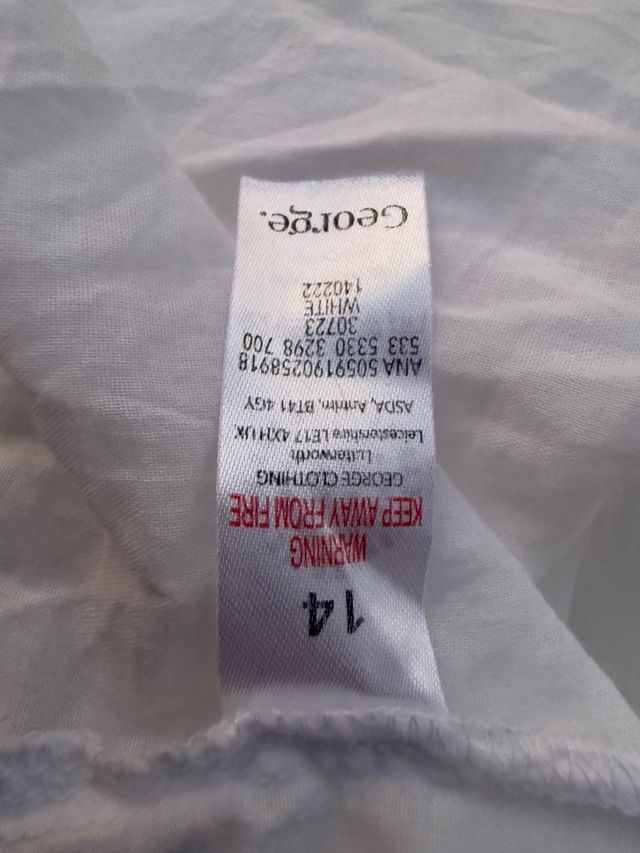 14
WARNING
KEEP AWAY FROM FIRE
GEORGE CLOTHING
Lutterworth
Leicestershire LE17 4XH UK
ASDA, Antrim, BT41 4GY
ANA 5059190258918
533 5330 3298 700
30723
WHITE
140222
George.